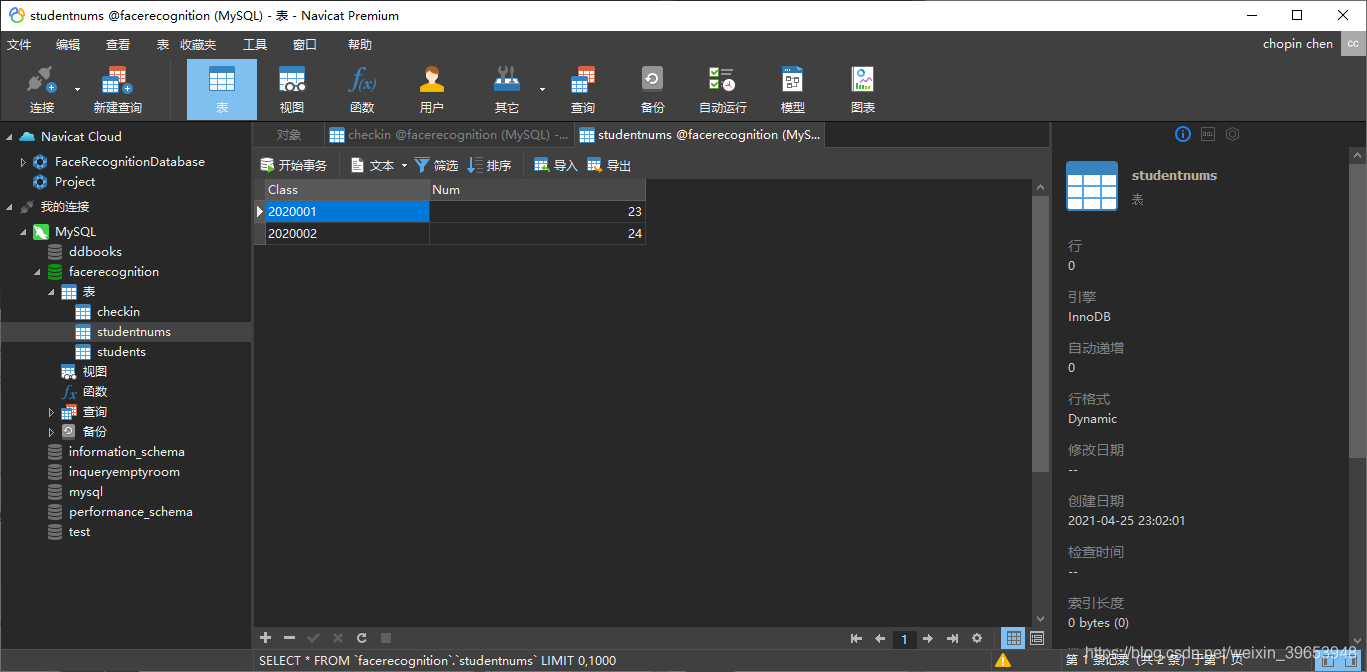 studentnums @facerecognition (MySQL) - 表 - Navicat Premium
文件 编辑 查看 表 收藏夹 工具 窗口 帮助 chopin chen CC
连接 新建查询 表 视图 函数 用户 其它 查询 备份 自动运行 模型 图表
Navicat Cloud
FaceRecognitionDatabase
Project
我的连接
MySQL
ddbooks
facerecognition
表
checkin
studentnums
students
视图
函数
查询
备份
information_schema
inqueryemptyroom
mysql
performance_schema
test
对象 checkin @facerecognition (MySQL) -... studentnums @facerecognition (MyS...
开始事务 文本 筛选 排序 导入 导出
Class Num
2020001 23
2020002 24
1
SELECT * FROM `facerecognition`.`studentnums` LIMIT 0,1000
第 1 条记录 (共 2 条) 于第 1 页
studentnums
表
行
0
引擎
InnoDB
自动递增
0
行格式
Dynamic
修改日期
--
创建日期
2021-04-25 23:02:01
检查时间
--
索引长度
0 bytes (0)
https://blog.csdn.net/weixin_39653948